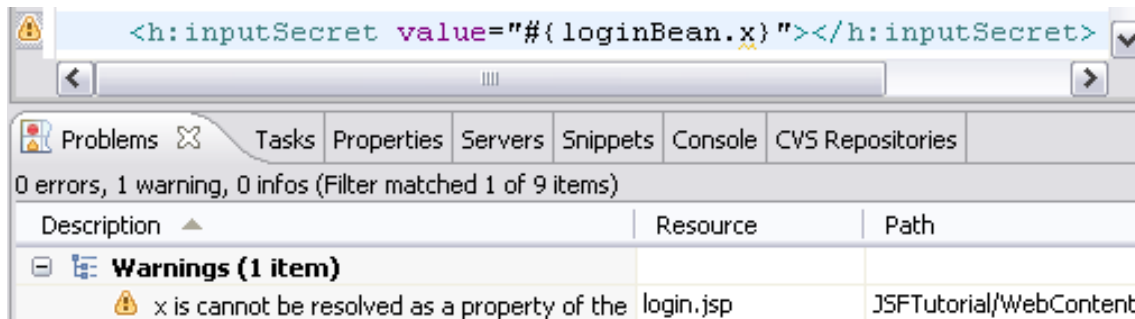 <h:inputSecret value="#{loginBean.x}"></h:inputSecret>
Problems Tasks Properties Servers Snippets Console CVS Repositories
0 errors, 1 warning, 0 infos (Filter matched 1 of 9 items)
Description Resource Path
Warnings (1 item)
x is cannot be resolved as a property of the login.jsp JSFTutorial/WebContent